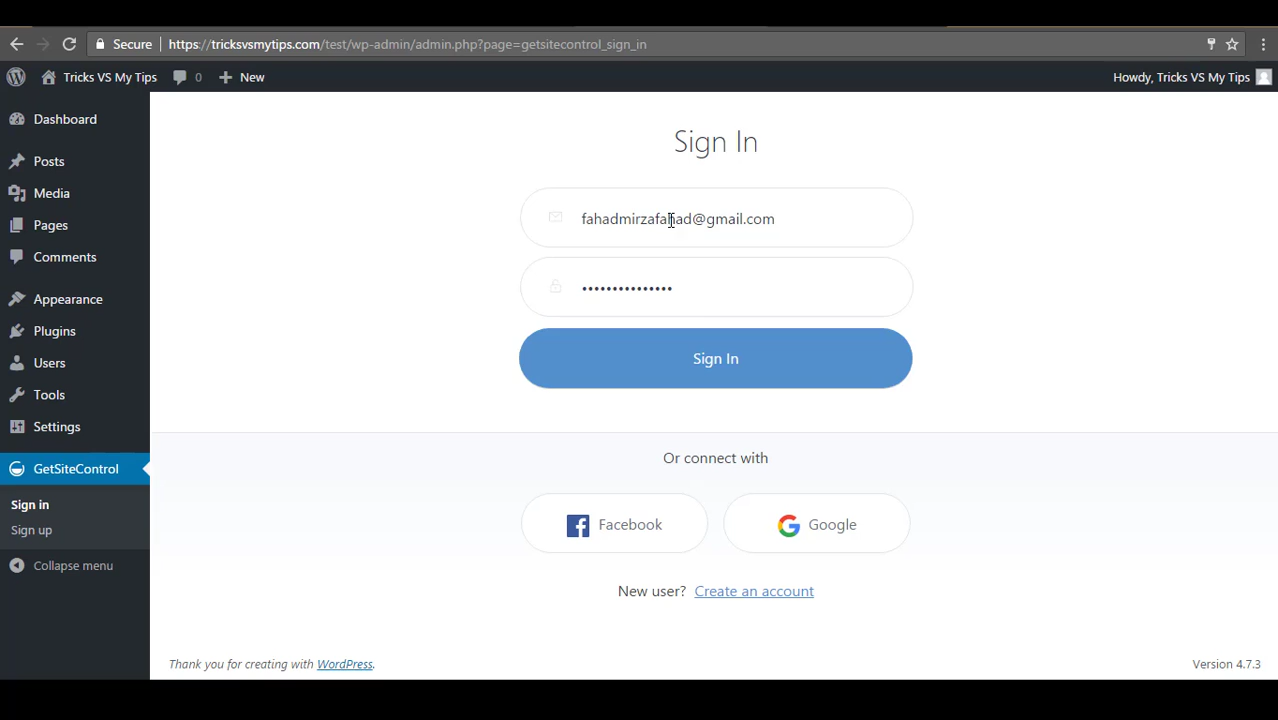 Secure https://tricksvsmytips.com/test/wp-admin/admin.php?page=getsitecontrol_sign_in
Tricks VS My Tips 0 New Howdy, Tricks VS My Tips
Dashboard
Posts
Media
Pages
Comments
Appearance
Plugins
Users
Tools
Settings
GetSiteControl
Sign in
Sign up
Collapse menu
Sign In
fahadmirzafahad@gmail.com
•••••••••••••••
Sign In
Or connect with
Facebook Google
New user? Create an account
Thank you for creating with WordPress. Version 4.7.3